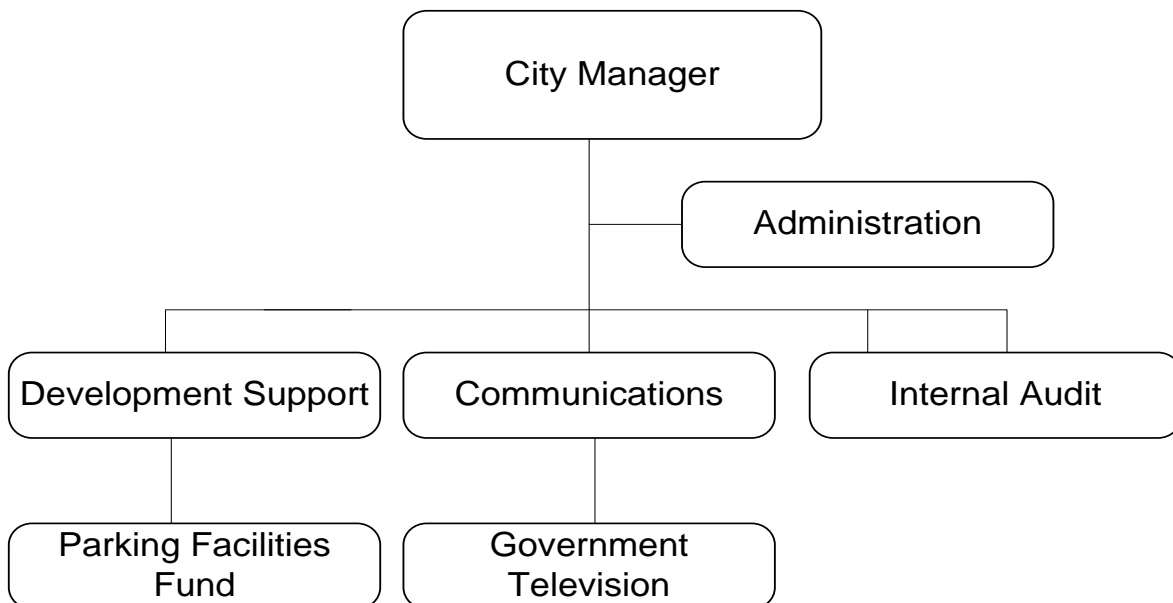 City Manager
Administration
Development Support
Communications
Internal Audit
Parking Facilities
Fund
Government
Television